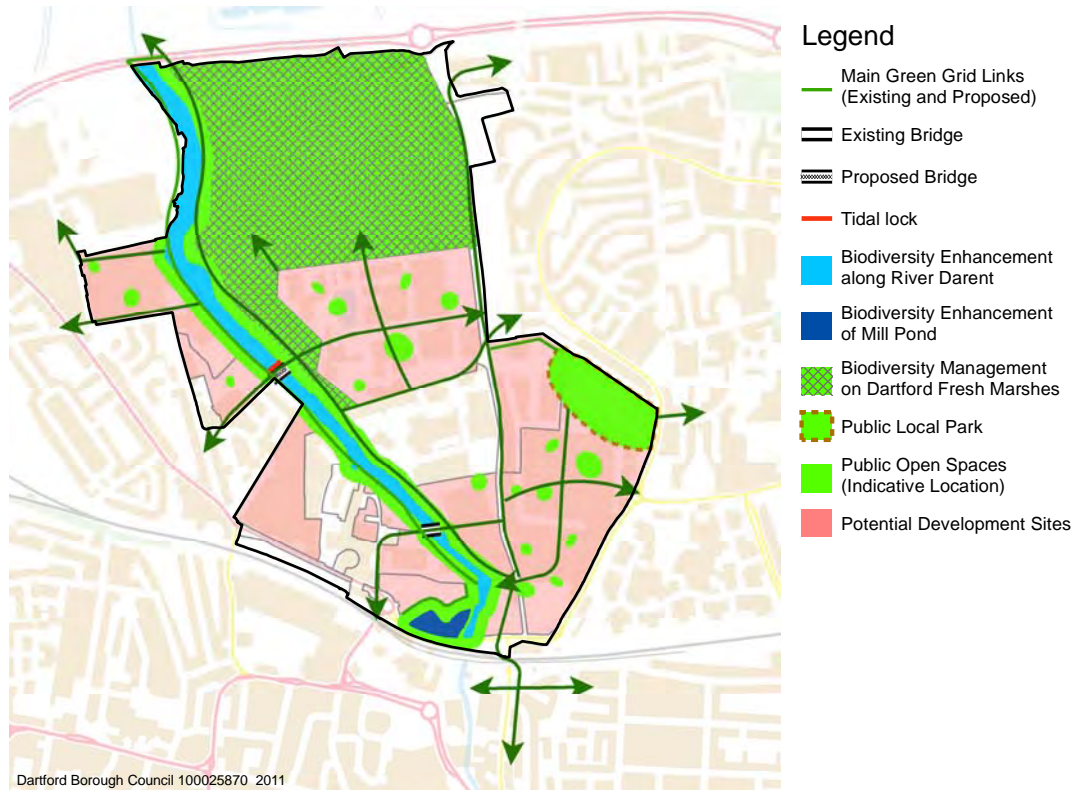 Legend
Main Green Grid Links
(Existing and Proposed)
Existing Bridge
Proposed Bridge
Tidal lock
Biodiversity Enhancement
along River Darent
Biodiversity Enhancement
of Mill Pond
Biodiversity Management
on Dartford Fresh Marshes
Public Local Park
Public Open Spaces
(Indicative Location)
Potential Development Sites
Dartford Borough Council 100025870 2011